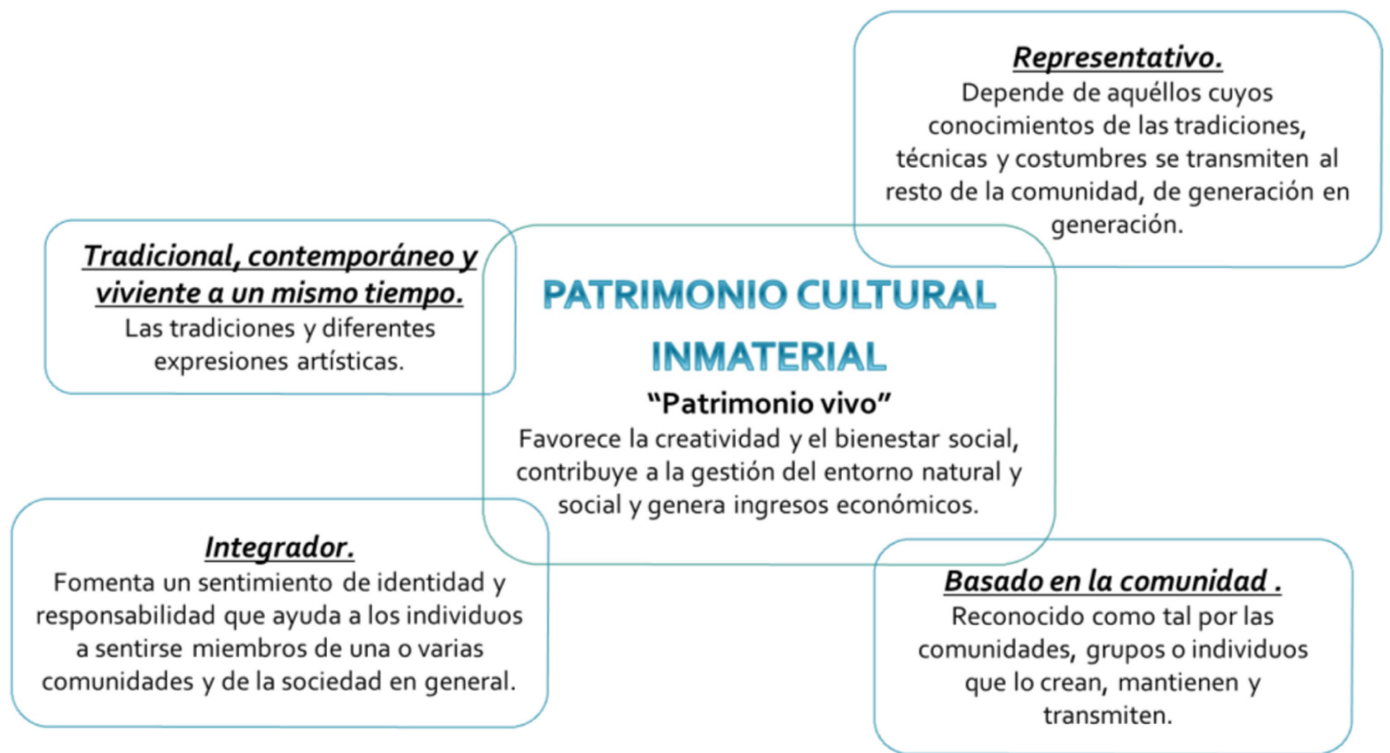 Representativo.
Depende de aquéllos cuyos
conocimientos de las tradiciones,
técnicas y costumbres se transmiten al
resto de la comunidad, de generación en
generación.
Tradicional, contemporáneo y
viviente a un mismo tiempo.
Las tradiciones y diferentes
expresiones artísticas.
PATRIMONIO CULTURAL
INMATERIAL
“Patrimonio vivo”
Favorece la creatividad y el bienestar social,
contribuye a la gestión del entorno natural y
social y genera ingresos económicos.
Integrador.
Fomenta un sentimiento de identidad y
responsabilidad que ayuda a los individuos
a sentirse miembros de una o varias
comunidades y de la sociedad en general.
Basado en la comunidad .
Reconocido como tal por las
comunidades, grupos o individuos
que lo crean, mantienen y
transmiten.